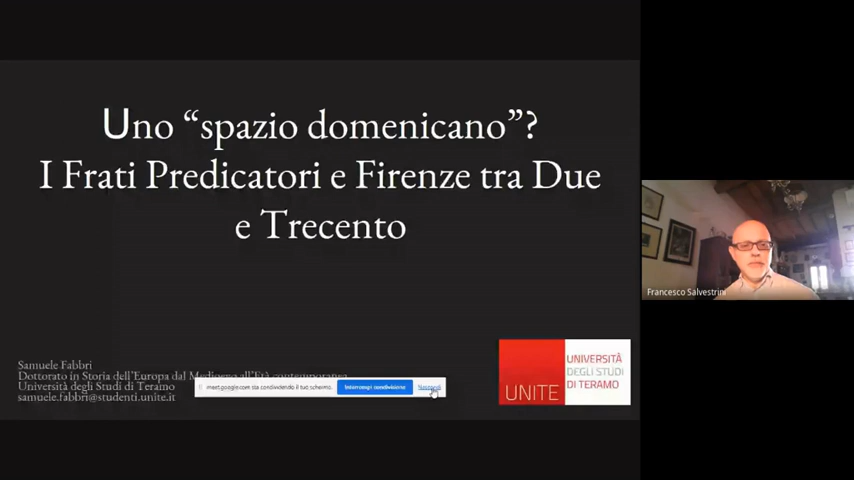 Uno “spazio domenicano”?
I Frati Predicatori e Firenze tra Due
e Trecento
Francesco Salvestrini
Samuele Fabbri
Dottorato in Storia dell'Europa dal Medioevo all'Età contemporanea
Università degli Studi di Teramo
samuele.fabbri@studenti.unite.it
meet.google.com sta condividendo il tuo schermo.
Interrompi condivisione
Nascondi
UNITE
UNIVERSITÀ
DEGLI STUDI
DI TERAMO